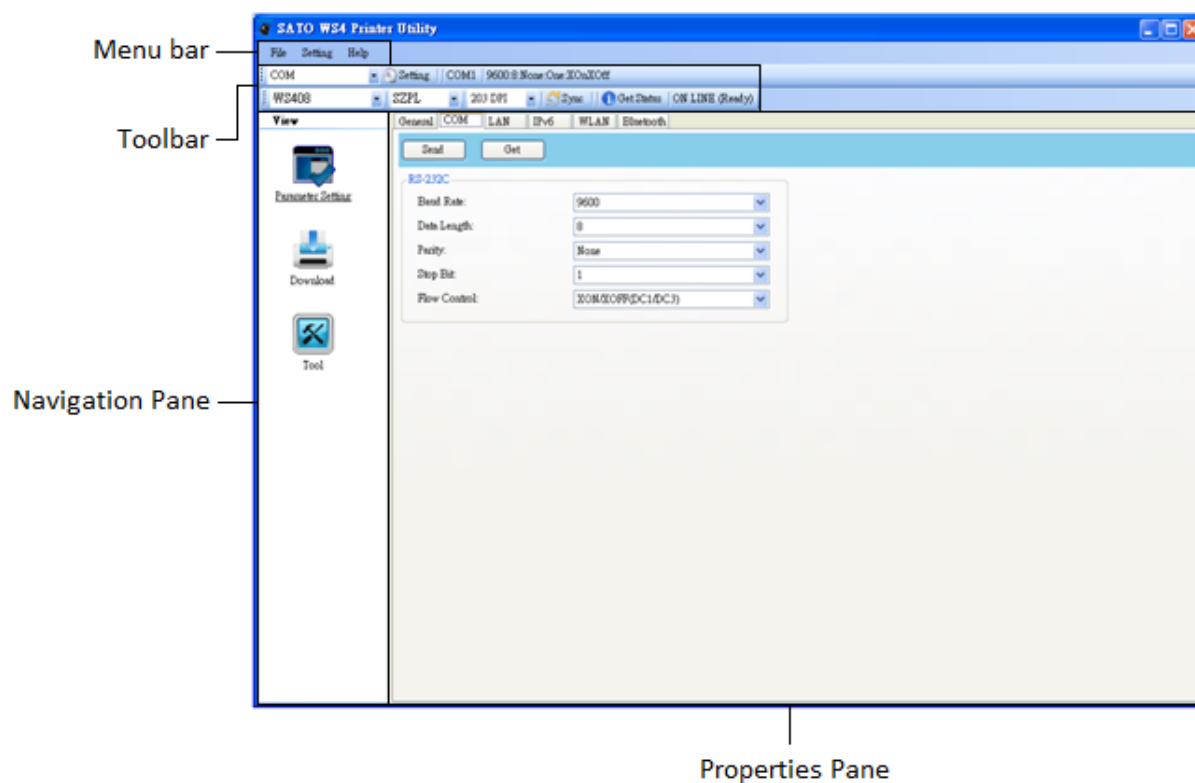 SATO WS4 Printer Utility
Menu bar
File Setting Help
COM Setting COM1 9600:8:None:One:XOnXOff
WS408 SZPL 203 DPI Sync Get Status ON LINE (Ready)
Toolbar
View
General COM LAN IPv6 WLAN Bluetooth
Send Get
RS-232C
Parameter Setting
Baud Rate: 9600
Data Length: 8
Parity: None
Download
Stop Bit: 1
Flow Control: XON/XOFF(DC1/DC3)
Tool
Navigation Pane
Properties Pane